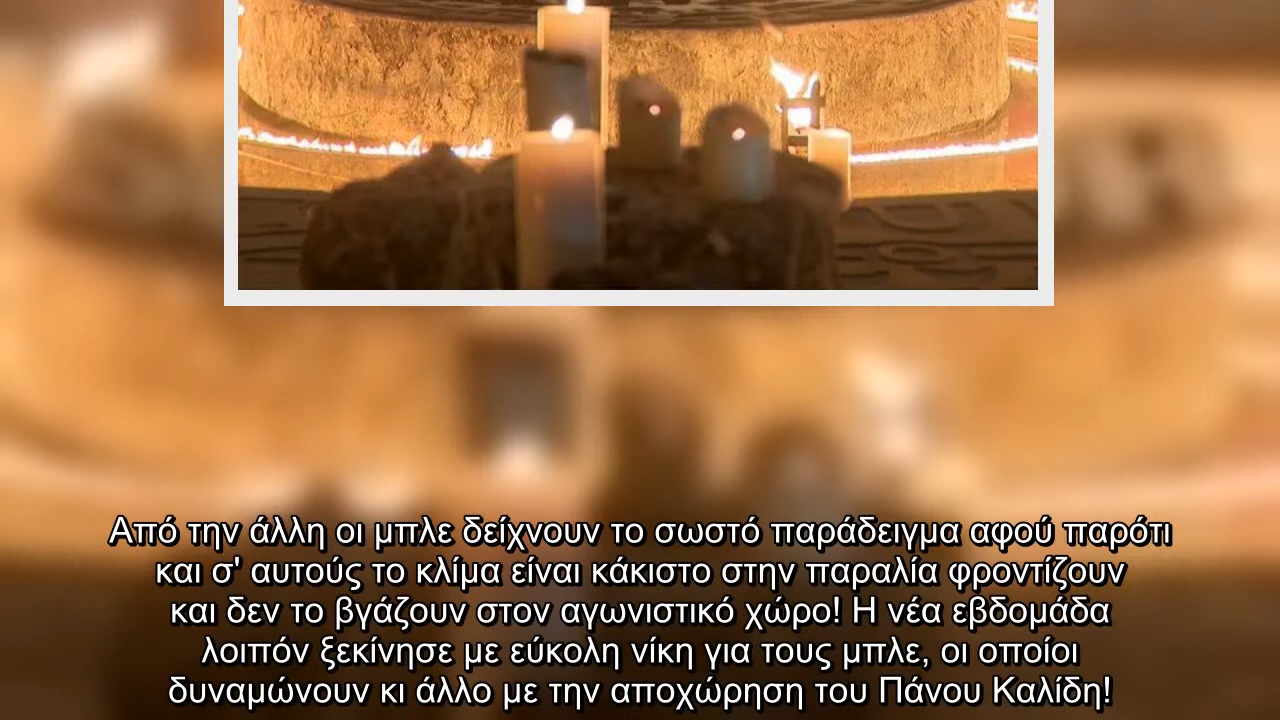 Από την άλλη οι μπλε δείχνουν το σωστό παράδειγμα αφού παρότι
και σ' αυτούς το κλίμα είναι κάκιστο στην παραλία φροντίζουν
και δεν το βγάζουν στον αγωνιστικό χώρο! Η νέα εβδομάδα
λοιπόν ξεκίνησε με εύκολη νίκη για τους μπλε, οι οποίοι
δυναμώνουν κι άλλο με την αποχώρηση του Πάνου Καλίδη!